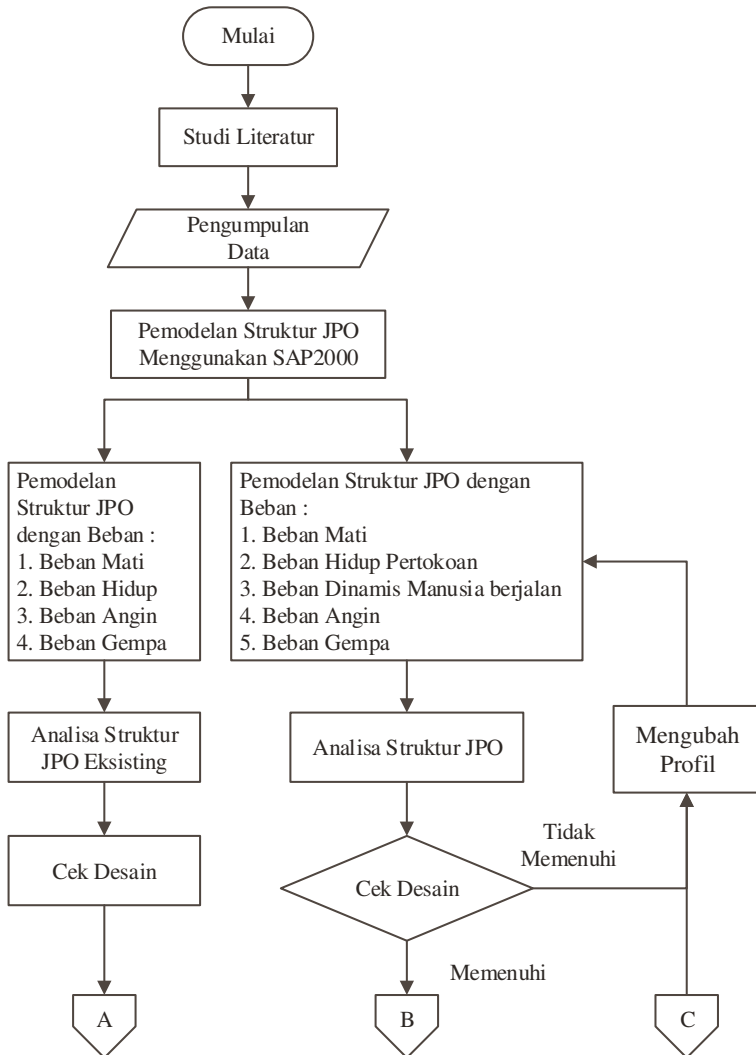 Mulai
Studi Literatur
Pengumpulan
Data
Pemodelan Struktur JPO
Menggunakan SAP2000
Pemodelan
Struktur JPO
dengan Beban :
1. Beban Mati
2. Beban Hidup
3. Beban Angin
4. Beban Gempa
Pemodelan Struktur JPO dengan
Beban :
1. Beban Mati
2. Beban Hidup Pertokoan
3. Beban Dinamis Manusia berjalan
4. Beban Angin
5. Beban Gempa
Analisa Struktur
JPO Eksisting
Analisa Struktur JPO
Mengubah
Profil
Cek Desain
Cek Desain
Tidak
Memenuhi
Memenuhi
A
B
C